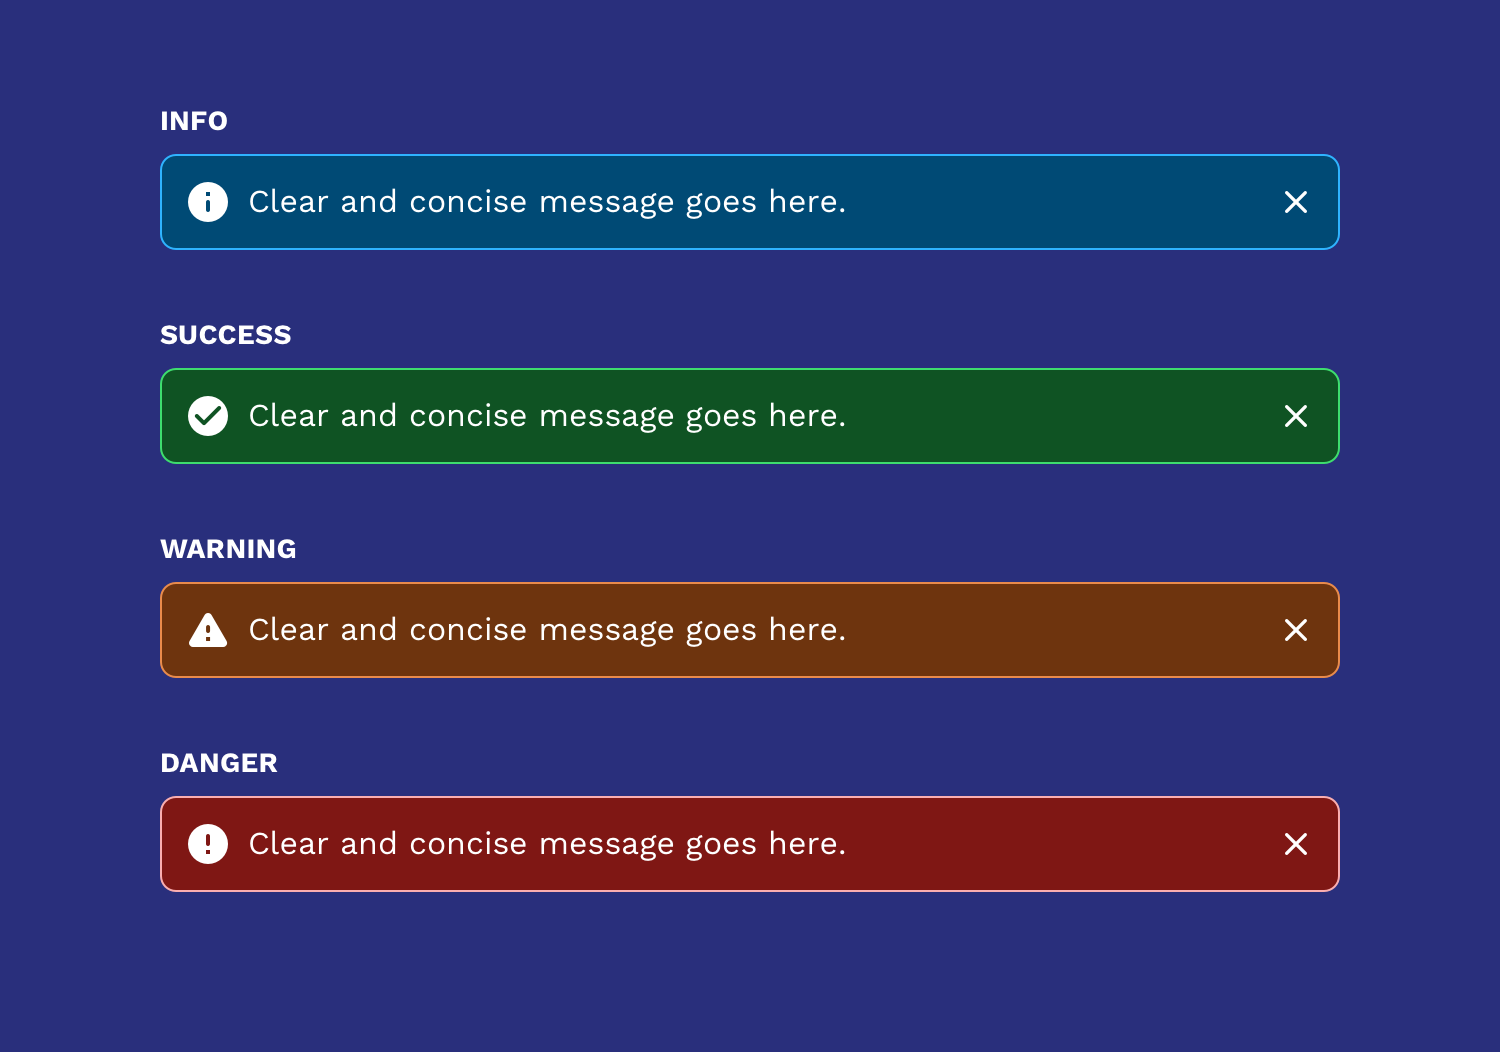 INFO
Clear and concise message goes here.
SUCCESS
Clear and concise message goes here.
WARNING
Clear and concise message goes here.
DANGER
Clear and concise message goes here.